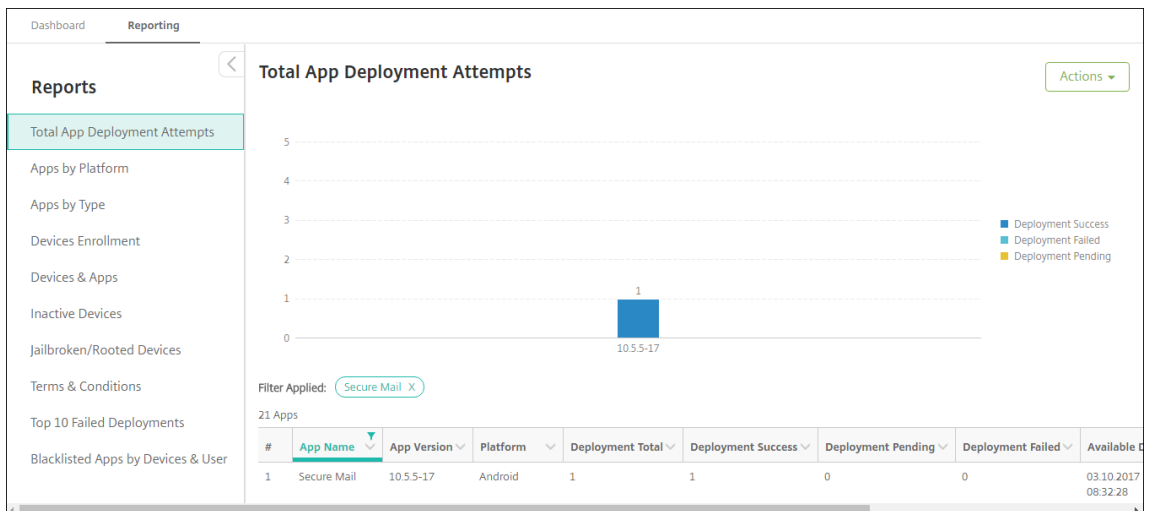 Dashboard Reporting
Reports
Total App Deployment Attempts
Apps by Platform
Apps by Type
Devices Enrollment
Devices & Apps
Inactive Devices
Jailbroken/Rooted Devices
Terms & Conditions
Top 10 Failed Deployments
Blacklisted Apps by Devices & User
Total App Deployment Attempts
Actions
5
4
3
2
1
0
1
10.5.5-17
Deployment Success
Deployment Failed
Deployment Pending
Filter Applied: Secure Mail X
21 Apps
# App Name App Version Platform Deployment Total Deployment Success Deployment Pending Deployment Failed Available D
1 Secure Mail 10.5.5-17 Android 1 1 0 0 03.10.2017
08:32:28